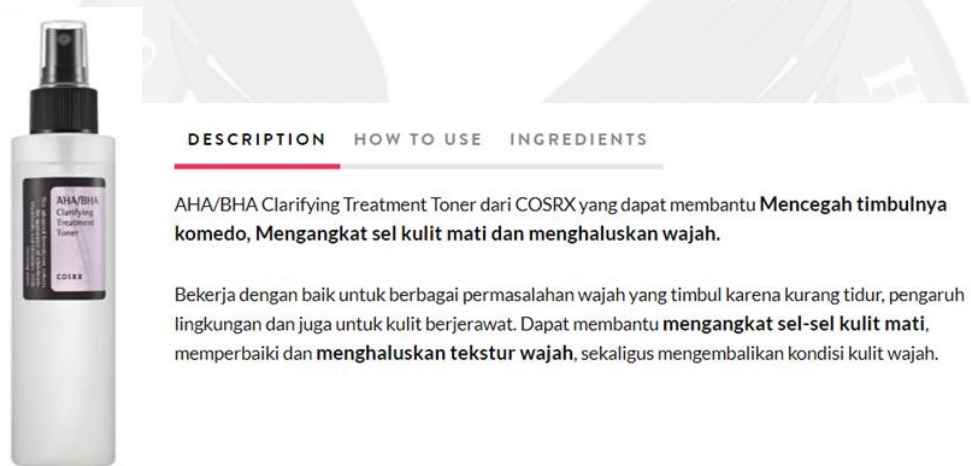 AHA/BHA
Clarifying
Treatment
Toner
COSRX
DESCRIPTION HOW TO USE INGREDIENTS
AHA/BHA Clarifying Treatment Toner dari COSRX yang dapat membantu Mencegah timbulnya
komedo, Mengangkat sel kulit mati dan menghaluskan wajah.
Bekerja dengan baik untuk berbagai permasalahan wajah yang timbul karena kurang tidur, pengaruh
lingkungan dan juga untuk kulit berjerawat. Dapat membantu mengangkat sel-sel kulit mati,
memperbaiki dan menghaluskan tekstur wajah, sekaligus mengembalikan kondisi kulit wajah.